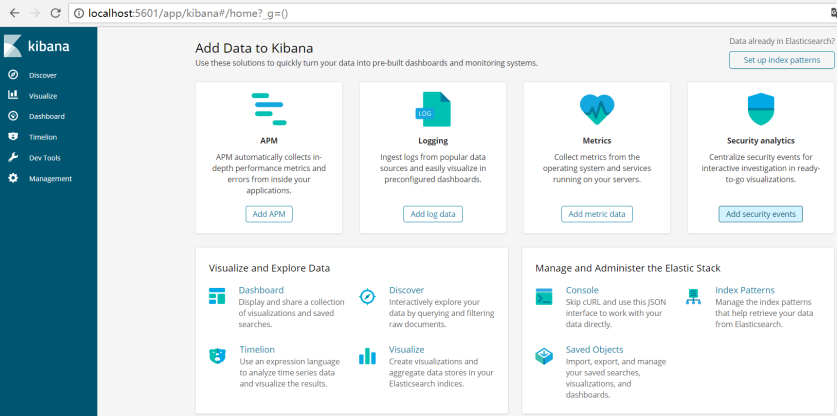 localhost:5601/app/kibana#/home?_g=()
kibana
Discover
Visualize
Dashboard
Timelion
Dev Tools
Management
Add Data to Kibana
Use these solutions to quickly turn your data into pre-built dashboards and monitoring systems.
Data already in Elasticsearch?
Set up index patterns
APM
APM automatically collects in-
depth performance metrics and
errors from inside your
applications.
Add APM
LOG
Logging
Ingest logs from popular data
sources and easily visualize in
preconfigured dashboards.
Add log data
Metrics
Collect metrics from the
operating system and services
running on your servers.
Add metric data
Security analytics
Centralize security events for
interactive investigation in ready-
to-go visualizations.
Add security events
Visualize and Explore Data
Dashboard
Display and share a collection
of visualizations and saved
searches.
Discover
Interactively explore your
data by querying and filtering
raw documents.
Timelion
Use an expression language
to analyze time series data
and visualize the results.
Visualize
Create visualizations and
aggregate data stores in your
Elasticsearch indices.
Manage and Administer the Elastic Stack
Console
Skip cURL and use this JSON
interface to work with your
data directly.
Index Patterns
Manage the index patterns
that help retrieve your data
from Elasticsearch.
Saved Objects
Import, export, and manage
your saved searches,
visualizations, and
dashboards.